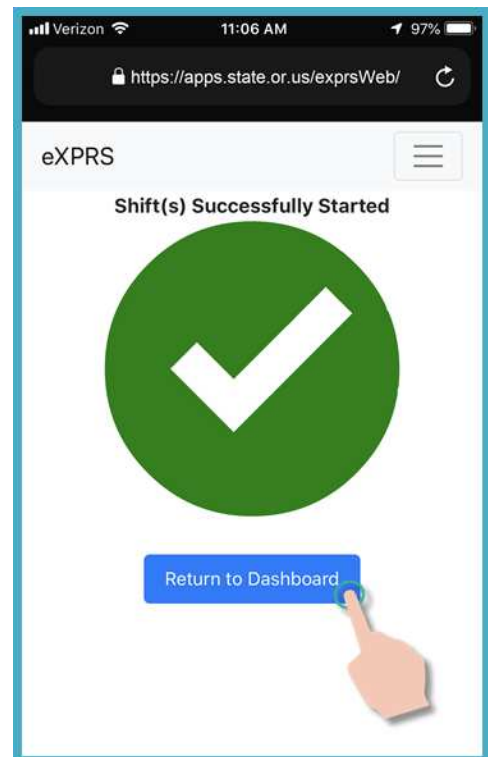 Verizon 11:06 AM 97%
https://apps.state.or.us/exprsWeb/
eXPRS
Shift(s) Successfully Started
Return to Dashboard